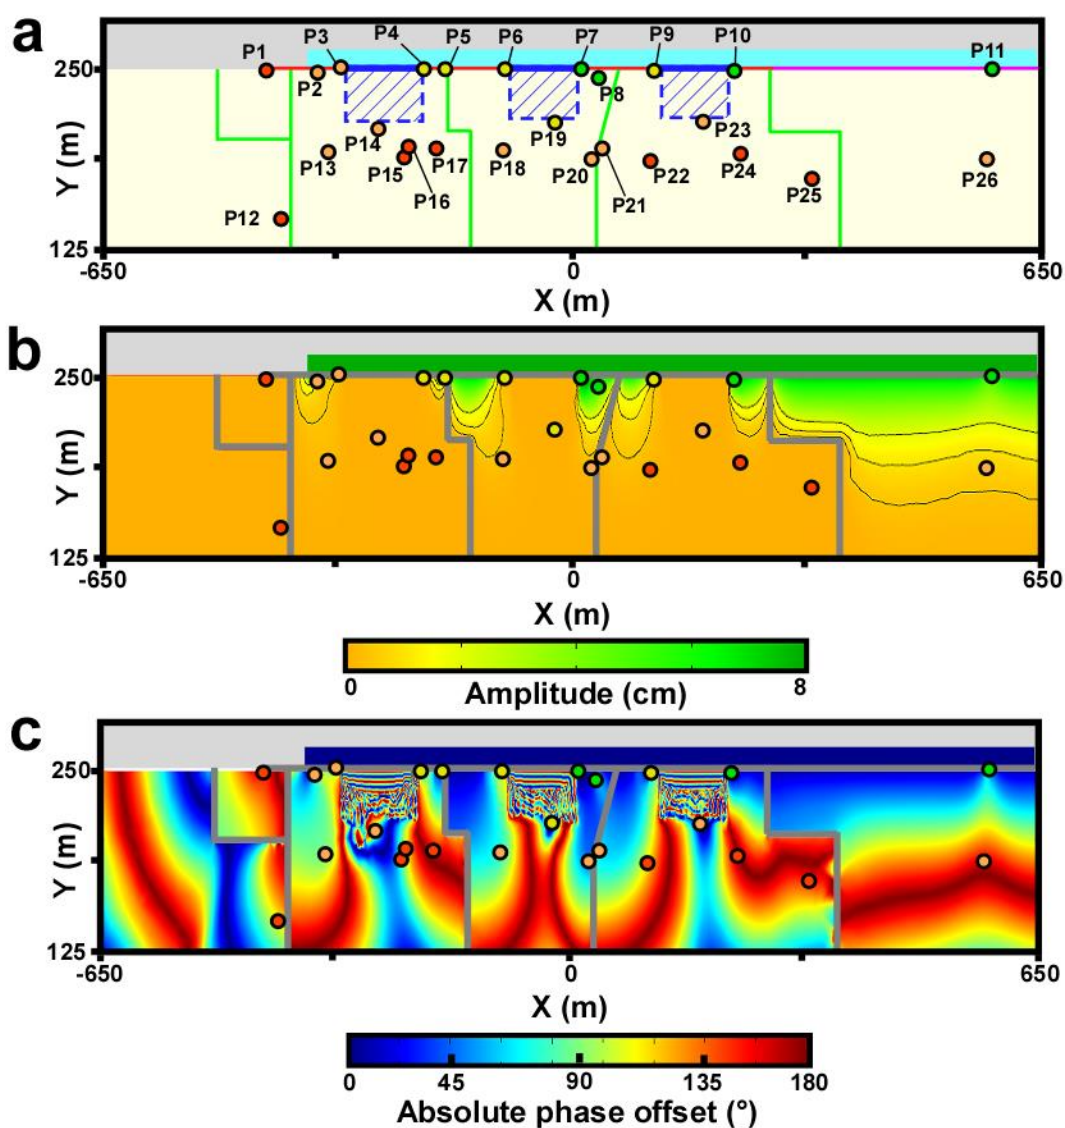 a
P1 P3 P4 P5 P6 P7 P9 P10 P11
250
P2 P8
P14 P19 P23
P13 P15 P17 P18 P20 P22 P24
P16 P21 P25 P26
P12
Y (m)
125
-650 0 650
X (m)
b
250
Y (m)
125
-650 0 650
X (m)
0 8
Amplitude (cm)
c
250
Y (m)
125
-650 0 650
X (m)
0 45 90 135 180
Absolute phase offset (°)